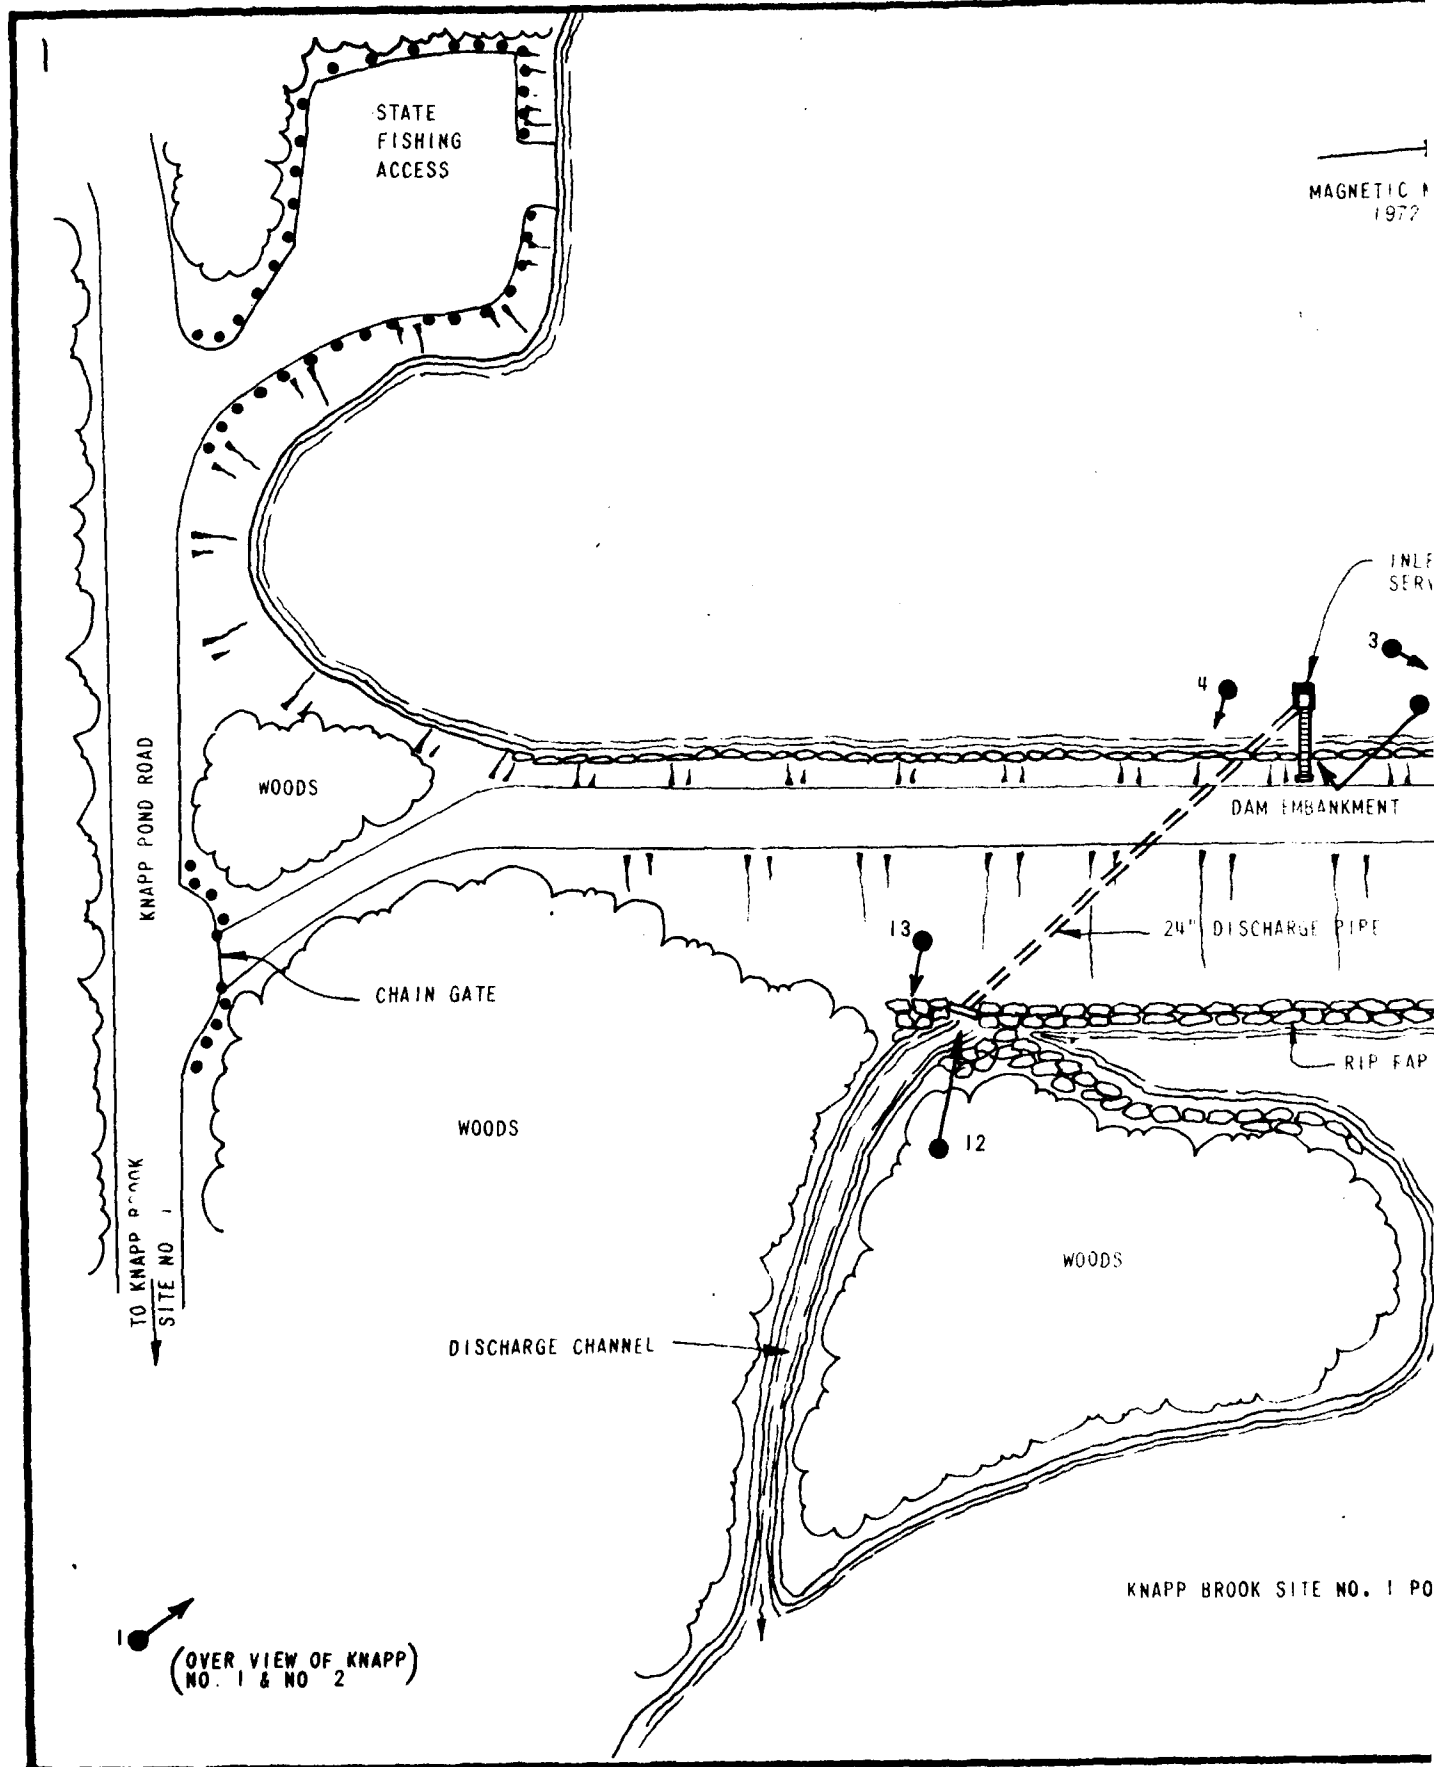 STATE
FISHING
ACCESS
MAGNETIC
1972
3
4
KNAPP POND ROAD
WOODS
DAM EMBANKMENT
13
24" DISCHARGE PIPE
CHAIN GATE
RIP RAP
WOODS
12
TO KNAPP BROOK
SITE NO 1
WOODS
DISCHARGE CHANNEL
KNAPP BROOK SITE NO. 1
1
(OVER VIEW OF KNAPP
NO. 1 & NO 2)